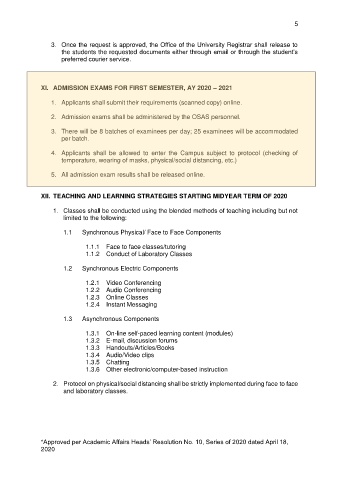 5
3. Once the request is approved, the Office of the University Registrar shall release to
the students the requested documents either through email or through the student's
preferred courier service.
XI. ADMISSION EXAMS FOR FIRST SEMESTER, AY 2020 – 2021
1. Applicants shall submit their requirements (scanned copy) online.
2. Admission exams shall be administered by the OSAS personnel.
3. There will be 8 batches of examinees per day; 25 examinees will be accommodated
per batch.
4. Applicants shall be allowed to enter the Campus subject to protocol (checking of
temperature, wearing of masks, physical/social distancing, etc.)
5. All admission exam results shall be released online.
XII. TEACHING AND LEARNING STRATEGIES STARTING MIDYEAR TERM OF 2020
1. Classes shall be conducted using the blended methods of teaching including but not
limited to the following:
1.1 Synchronous Physical/ Face to Face Components
1.1.1 Face to face classes/tutoring
1.1.2 Conduct of Laboratory Classes
1.2 Synchronous Electric Components
1.2.1 Video Conferencing
1.2.2 Audio Conferencing
1.2.3 Online Classes
1.2.4 Instant Messaging
1.3 Asynchronous Components
1.3.1 On-line self-paced learning content (modules)
1.3.2 E-mail, discussion forums
1.3.3 Handouts/Articles/Books
1.3.4 Audio/Video clips
1.3.5 Chatting
1.3.6 Other electronic/computer-based instruction
2. Protocol on physical/social distancing shall be strictly implemented during face to face
and laboratory classes.
*Approved per Academic Affairs Heads' Resolution No. 10, Series of 2020 dated April 18,
2020